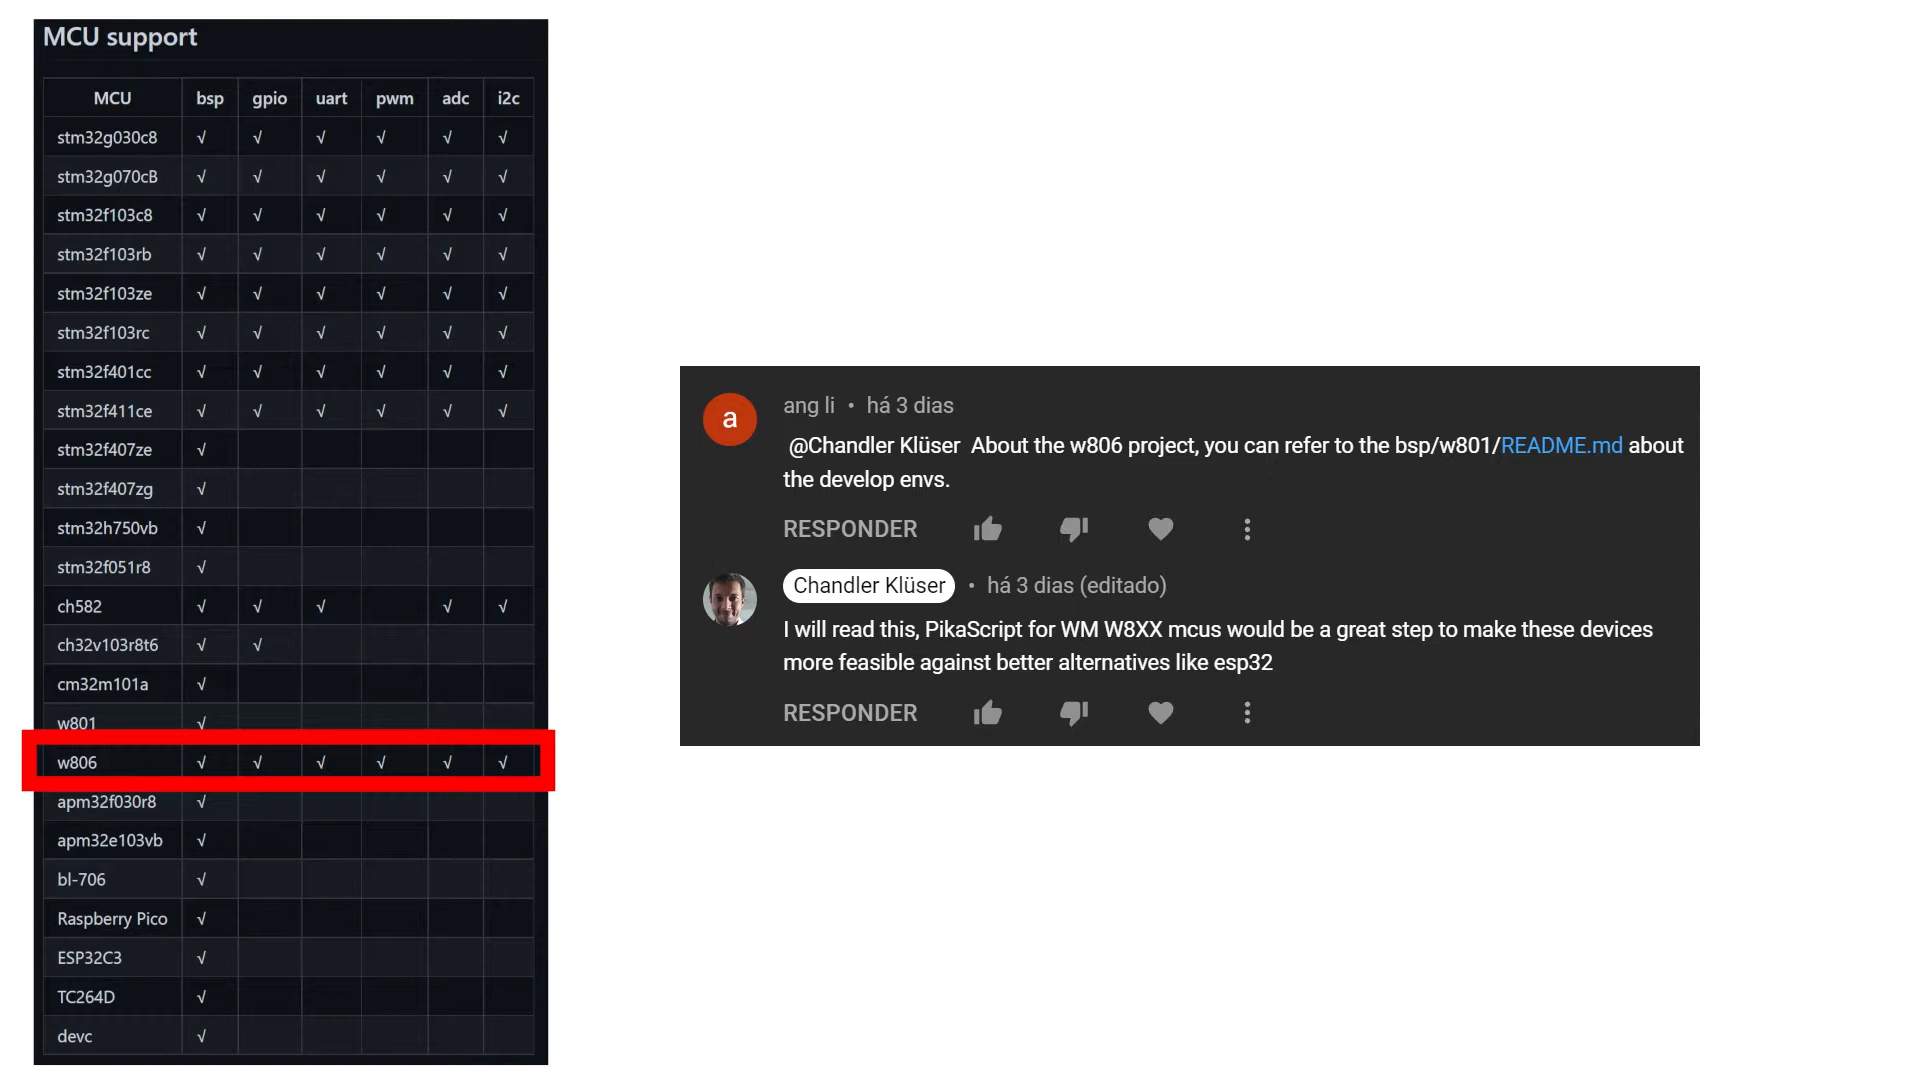 MCU support
MCU bsp gpio uart pwm adc i2c
stm32g030c8 √ √ √ √ √ √
stm32g070cB √ √ √ √ √ √
stm32f103c8 √ √ √ √ √ √
stm32f103rb √ √ √ √ √ √
stm32f103ze √ √ √ √ √ √
stm32f103rc √ √ √ √ √ √
stm32f401cc √ √ √ √ √ √
stm32f411ce √ √ √ √ √ √
stm32f407ze √
stm32f407zg √
stm32h750vb √
stm32f051r8 √
ch582 √ √ √ √ √
ch32v103r8t6 √ √
cm32m101a √
w801 √
w806 √ √ √ √ √ √
apm32f030r8 √
apm32e103vb √
bl-706 √
Raspberry Pico √
ESP32C3 √
TC264D √
devc √
a
ang li • há 3 dias
@Chandler Klüser About the w806 project, you can refer to the bsp/w801/README.md about
the develop envs.
RESPONDER
Chandler Klüser • há 3 dias (editado)
I will read this, PikaScript for WM W8XX mcus would be a great step to make these devices
more feasible against better alternatives like esp32
RESPONDER